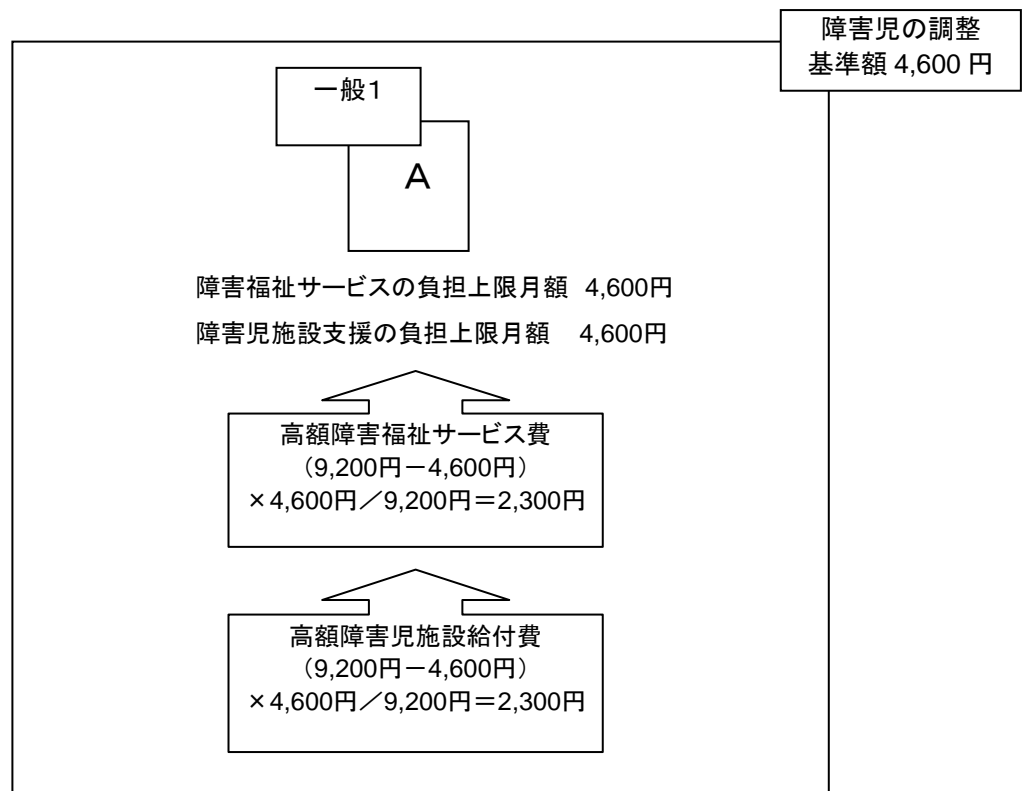 障害児の調整
基準額 4,600 円
一般1
A
障害福祉サービスの負担上限月額 4,600円
障害児施設支援の負担上限月額 4,600円
高額障害福祉サービス費
（9,200円－4,600円）
×4,600円／9,200円＝2,300円
高額障害児施設給付費
（9,200円－4,600円）
×4,600円／9,200円＝2,300円